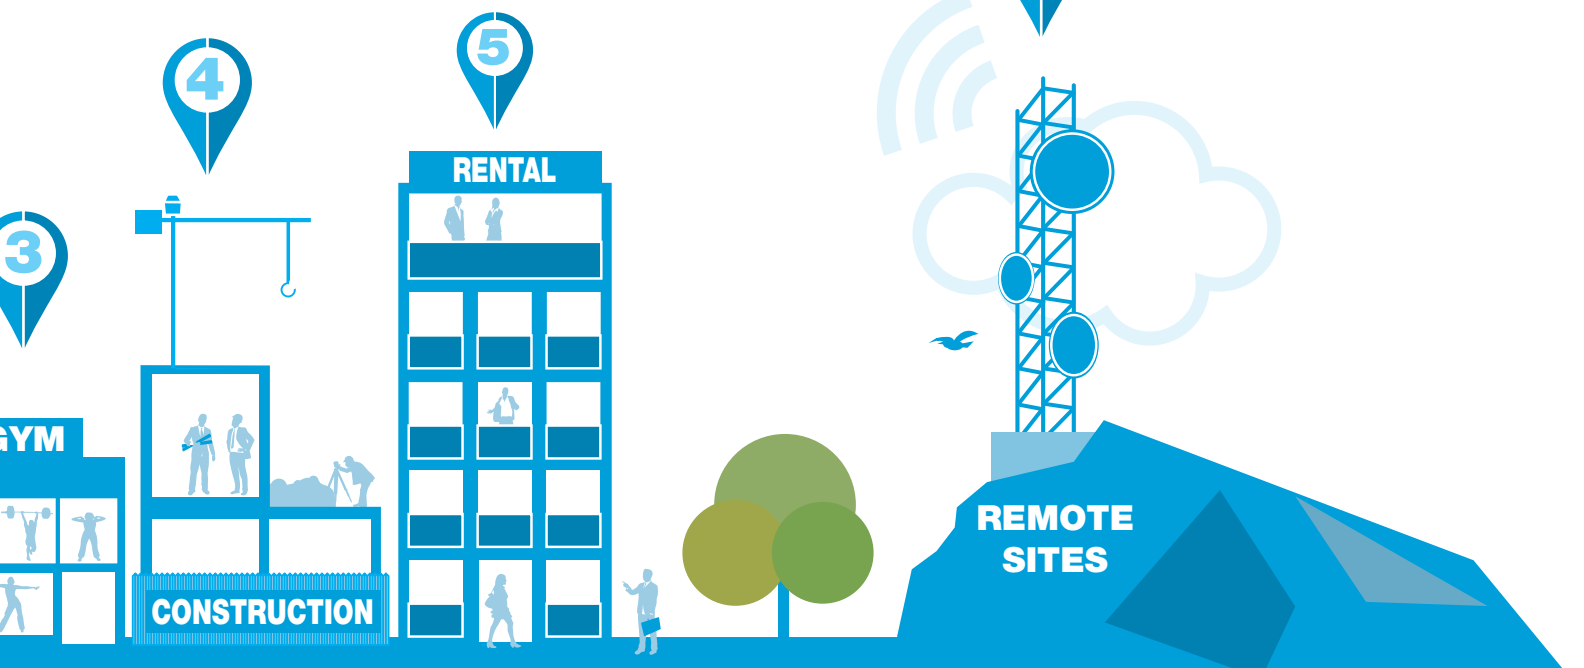 4
5
3
RENTAL
GYM
REMOTE
SITES
CONSTRUCTION